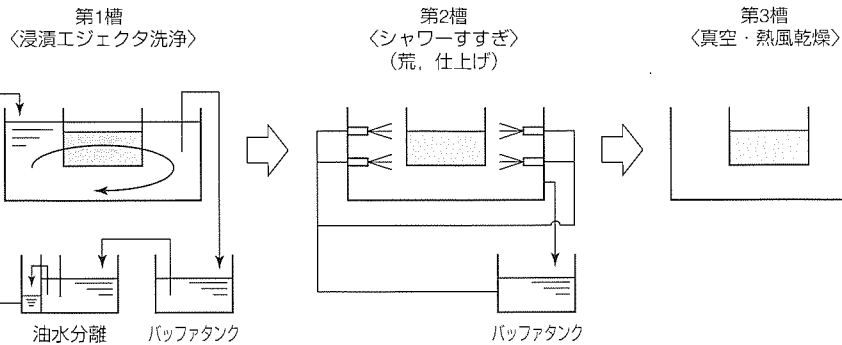 第1槽
〈浸漬エジェクタ洗浄〉
第2槽
〈シャワーすすぎ〉
(荒，仕上げ)
第3槽
〈真空・熱風乾燥〉
油水分離
バッファタンク
バッファタンク